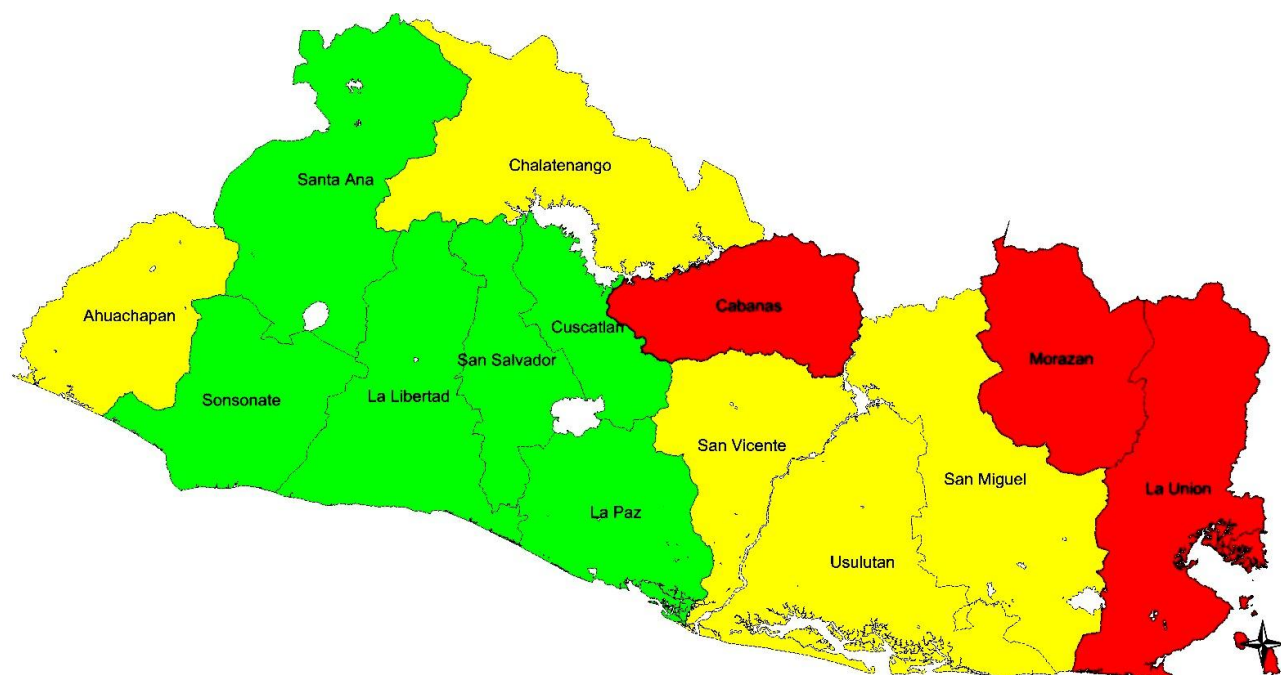 Chalatenango
Santa Ana
Cabanas
Ahuachapan
Cuscatlan
San Salvador
Morazan
La Libertad
Sonsonate
San Vicente
San Miguel
La Union
La Paz
Usulutan